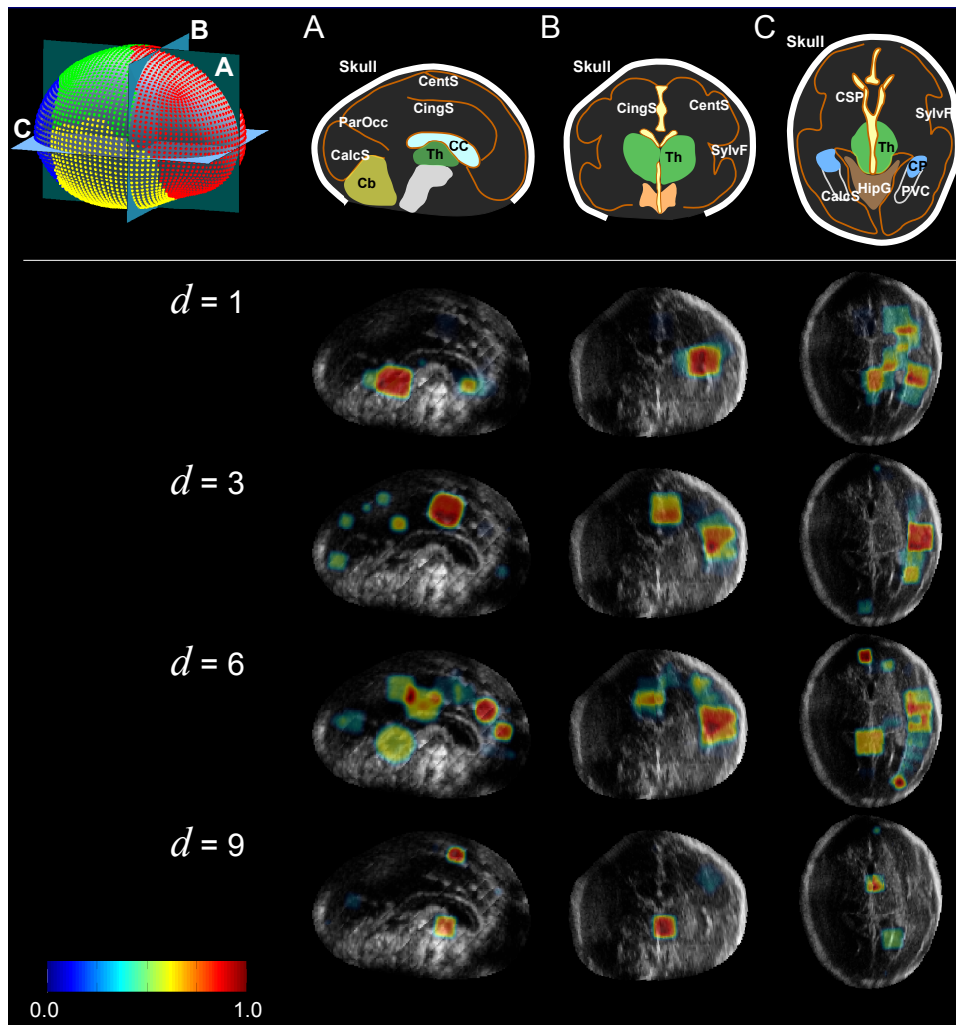 B
A
C
A
Skull
CentS
CingS
ParOcc
CalcS
CC
Th
Cb
B
Skull
CingS
CentS
SylvF
Th
C
Skull
CSP
SylvF
Th
CP
HipG
CalcS
PVC
d = 1
d = 3
d = 6
d = 9
0.0 1.0